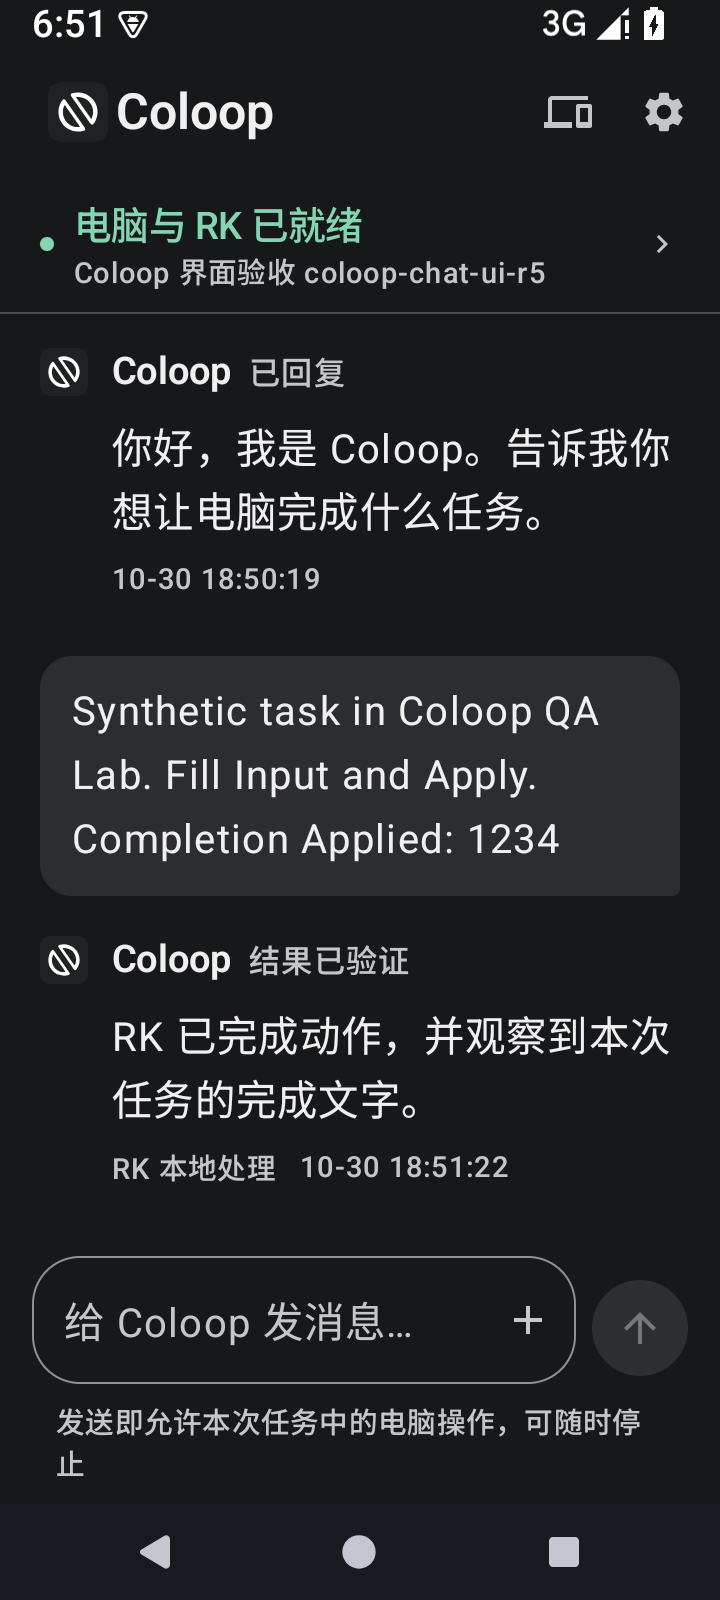 6:51 3G
Coloop
电脑与 RK 已就绪
Coloop 界面验收 coloop-chat-ui-r5
Coloop 已回复
你好，我是 Coloop。告诉我你
想让电脑完成什么任务。
10-30 18:50:19
Synthetic task in Coloop QA
Lab. Fill Input and Apply.
Completion Applied: 1234
Coloop 结果已验证
RK 已完成动作，并观察到本次
任务的完成文字。
RK 本地处理 10-30 18:51:22
给 Coloop 发消息…
发送即允许本次任务中的电脑操作，可随时停
止